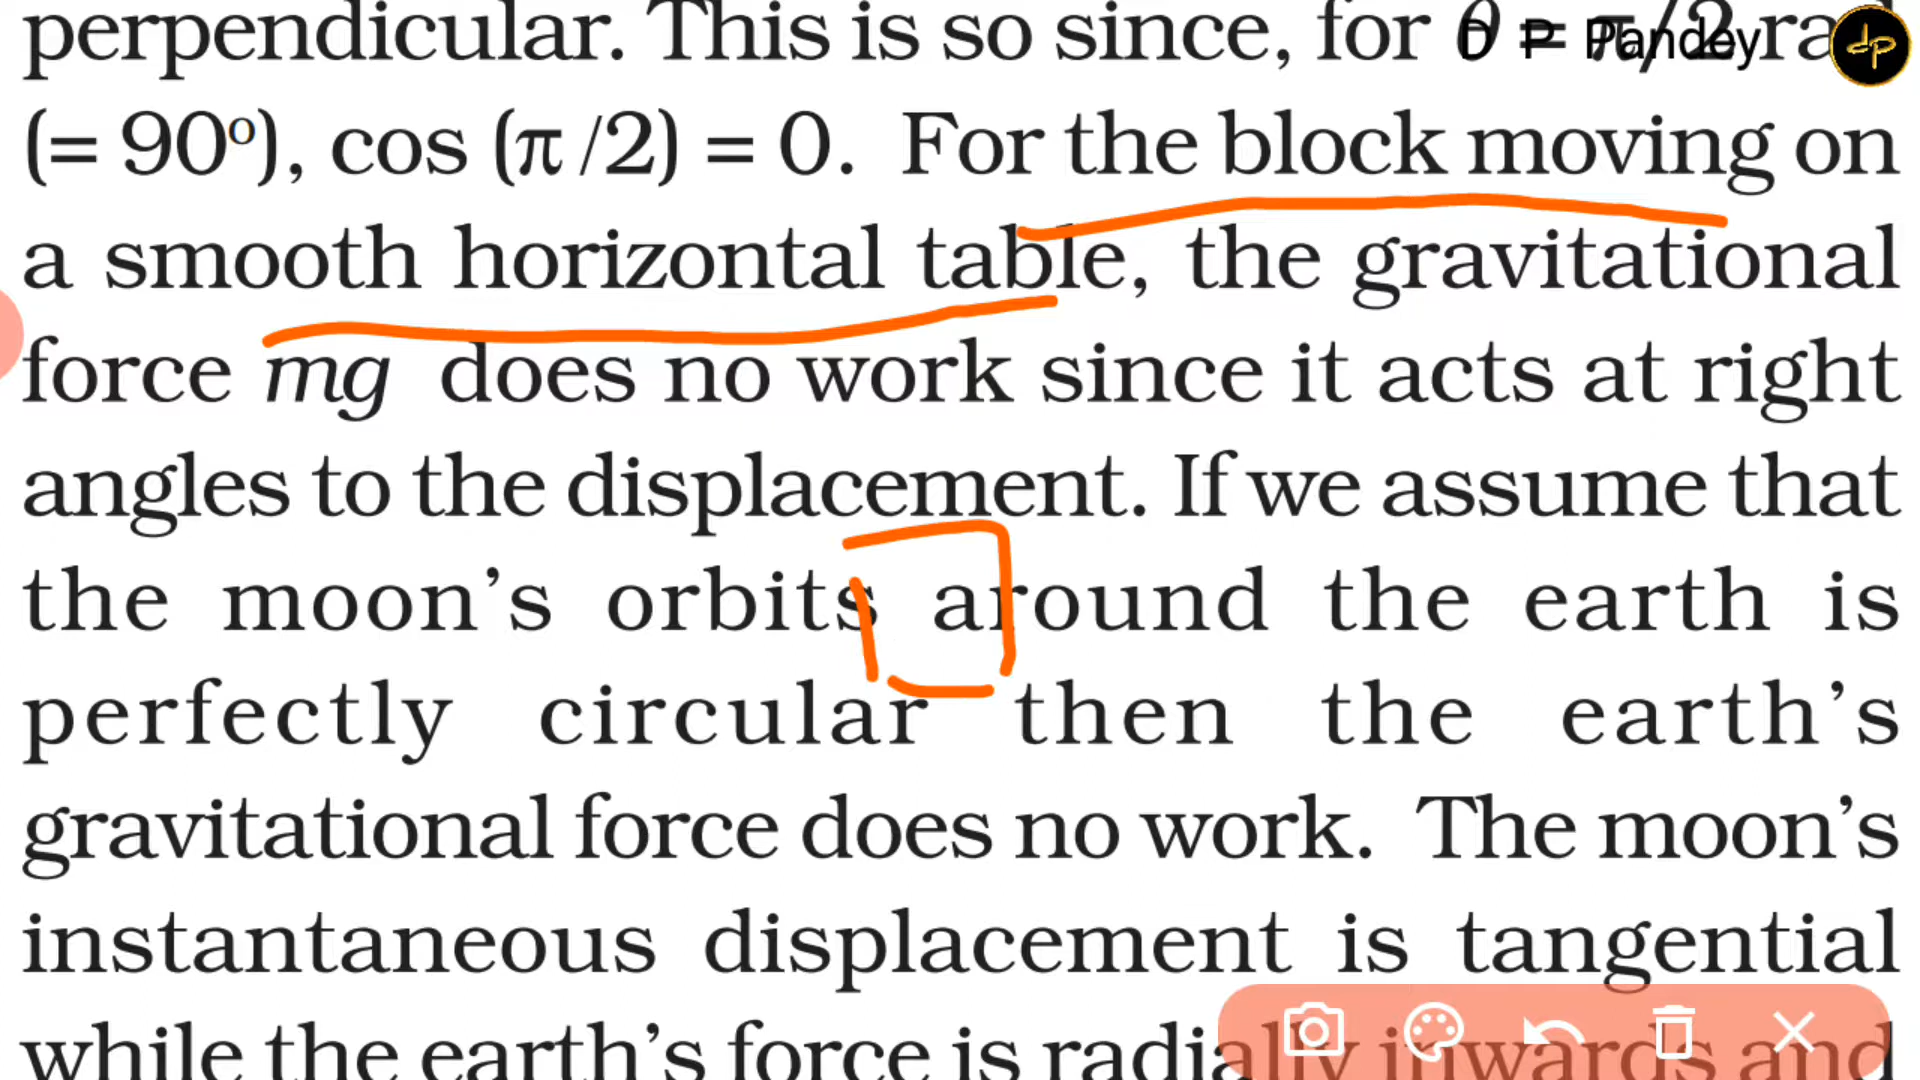 perpendicular. This is so since, for θ = π/2 rad
D P Pandey
dp
(= 90º), cos (π /2) = 0. For the block moving on
a smooth horizontal table, the gravitational
force mg does no work since it acts at right
angles to the displacement. If we assume that
the moon’s orbits around the earth is
perfectly circular then the earth’s
gravitational force does no work. The moon’s
instantaneous displacement is tangential
while the earth’s force is radially inwards and